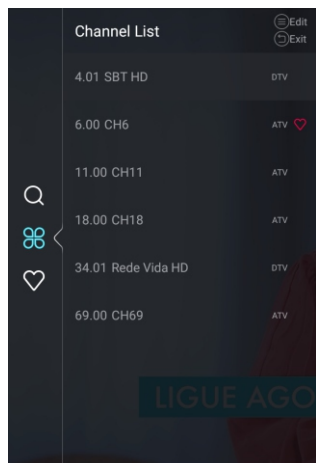 Channel List
Edit
Exit
4.01 SBT HD DTV
6.00 CH6 ATV
11.00 CH11 ATV
18.00 CH18 ATV
34.01 Rede Vida HD DTV
69.00 CH69 ATV
LIGUE AGO